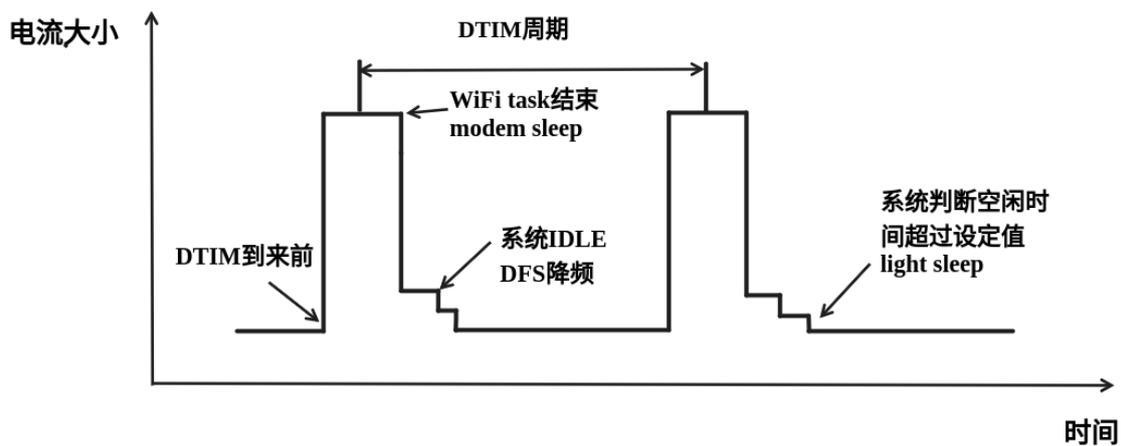 电流大小
DTIM周期
WiFi task结束
modem sleep
系统判断空闲时
间超过设定值
light sleep
系统IDLE
DFS降频
DTIM到来前
时间